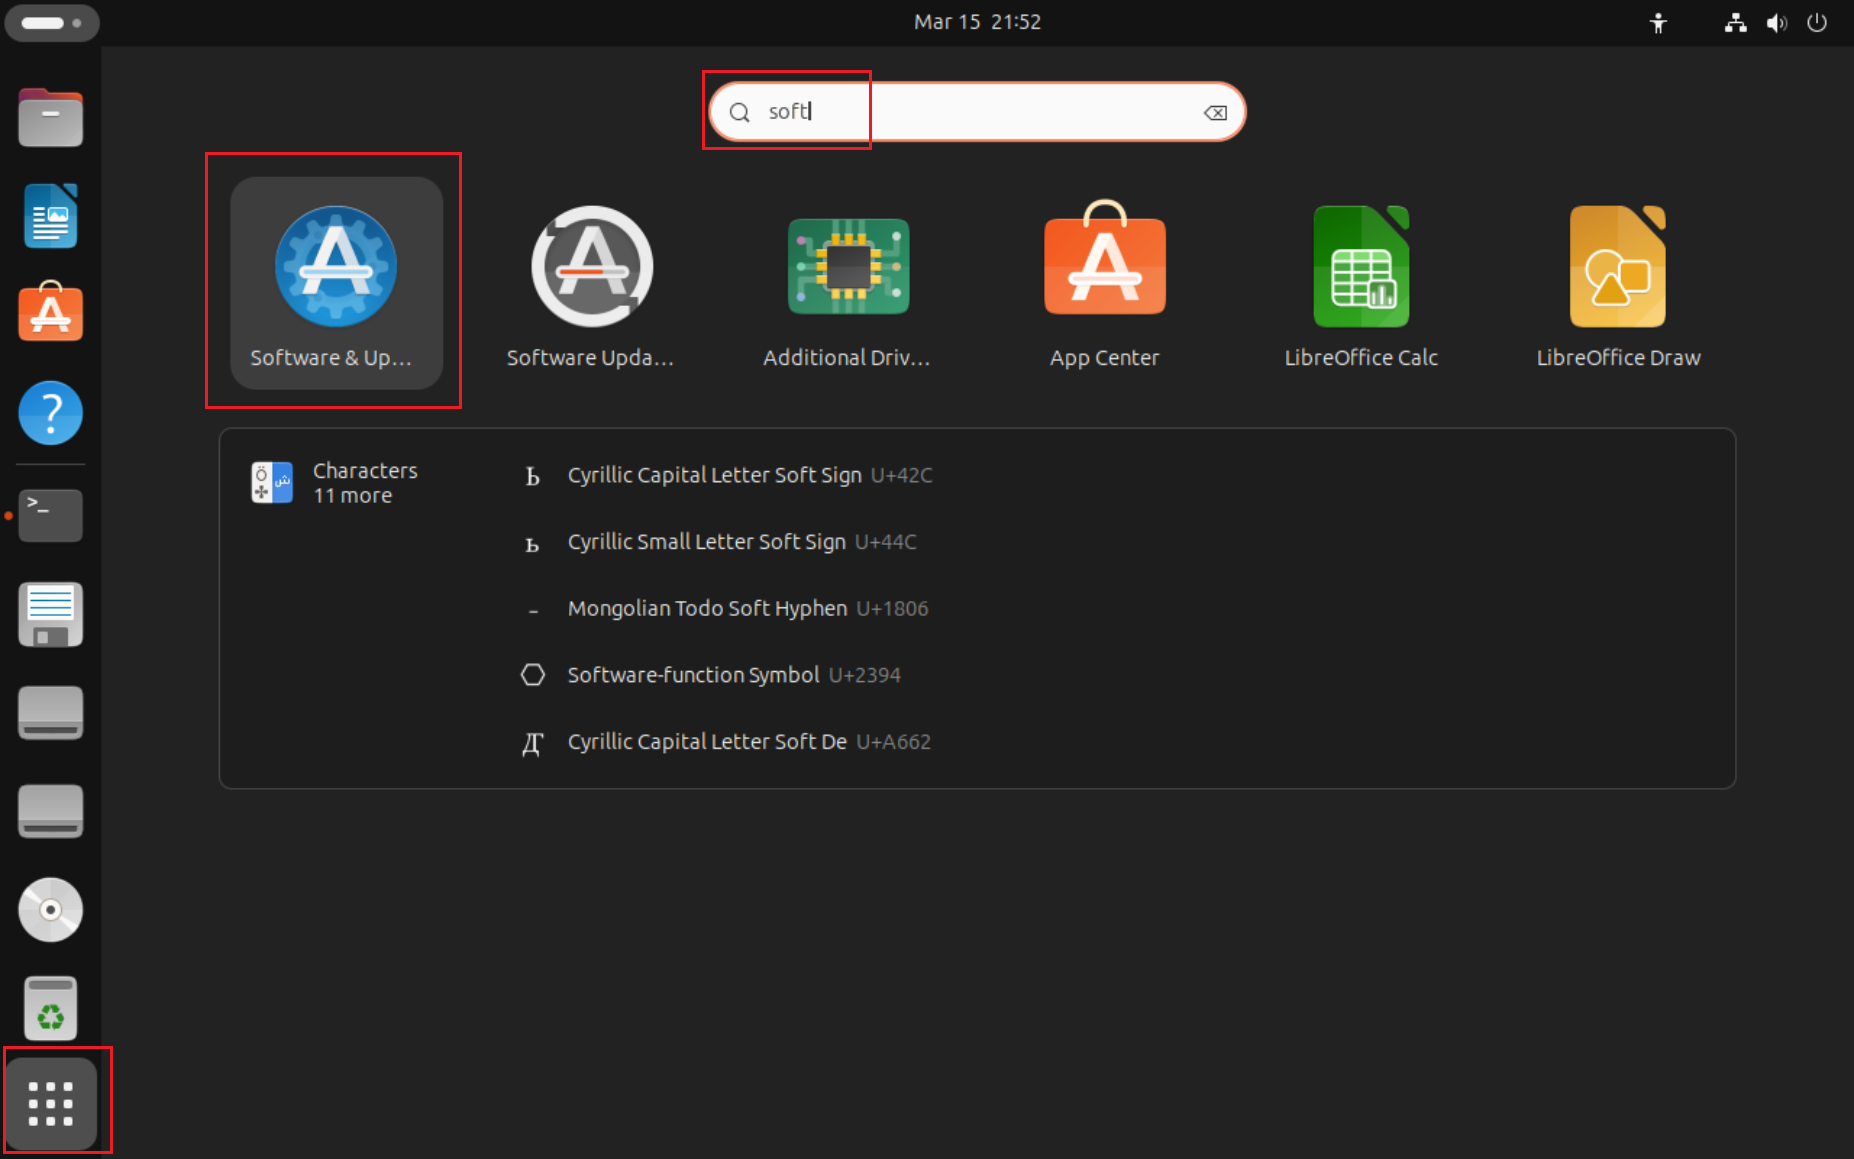 Mar 15 21:52
soft
Software & Up...
Software Upda...
Additional Driv...
App Center
LibreOffice Calc
LibreOffice Draw
Characters
11 more
Ь Cyrillic Capital Letter Soft Sign U+42C
ь Cyrillic Small Letter Soft Sign U+44C
Mongolian Todo Soft Hyphen U+1806
Software-function Symbol U+2394
Ꙣ Cyrillic Capital Letter Soft De U+A662
?
>_